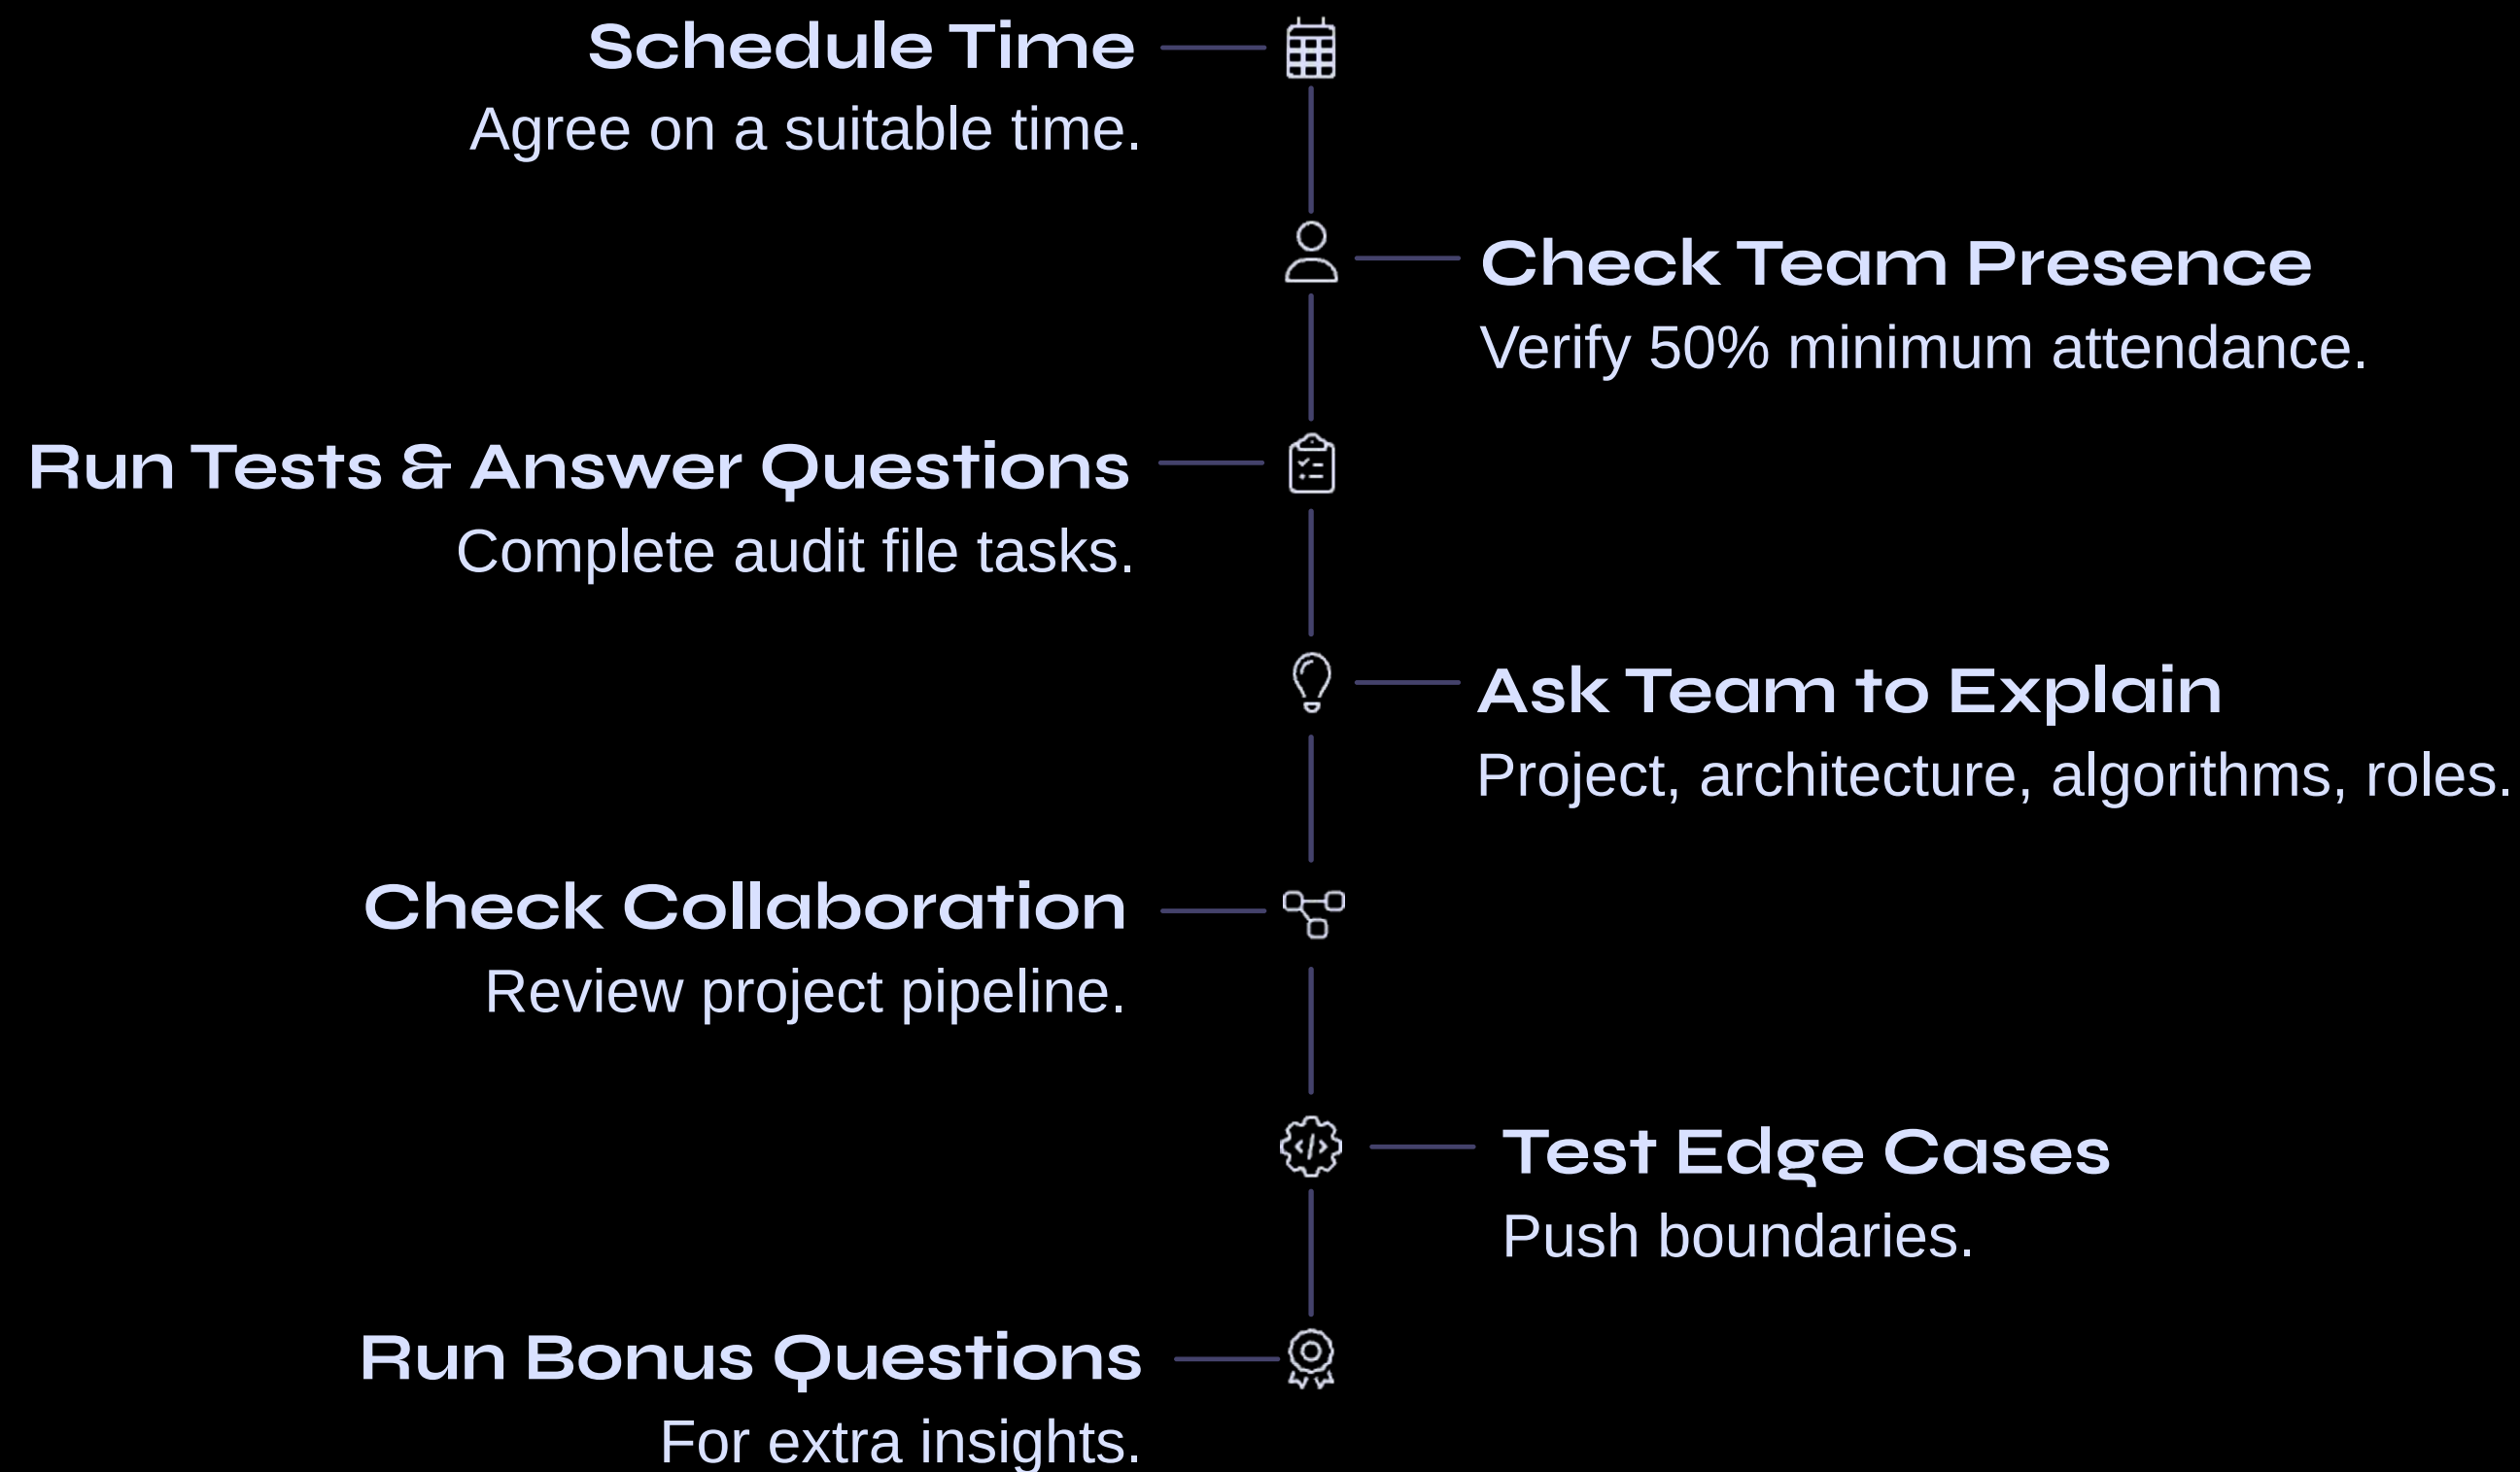 Schedule Time
Agree on a suitable time.
Check Team Presence
Verify 50% minimum attendance.
Run Tests & Answer Questions
Complete audit file tasks.
Ask Team to Explain
Project, architecture, algorithms, roles.
Check Collaboration
Review project pipeline.
Test Edge Cases
Push boundaries.
Run Bonus Questions
For extra insights.